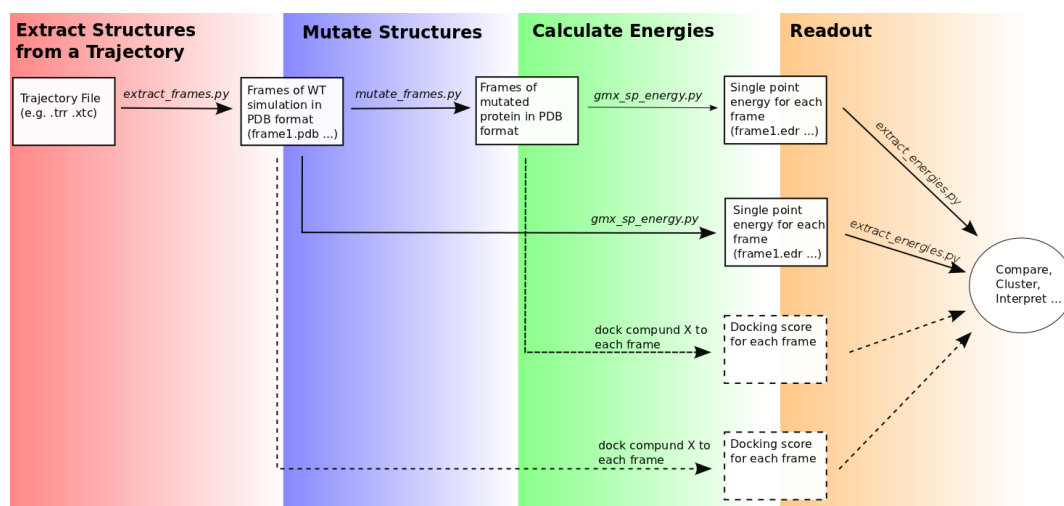 Extract Structures
from a Trajectory
Mutate Structures
Calculate Energies
Readout
Trajectory File
(e.g. .trr .xtc)
extract_frames.py
Frames of WT
simulation in
PDB format
(frame1.pdb ...)
mutate_frames.py
Frames of
mutated
protein in PDB
format
gmx_sp_energy.py
Single point
energy for each
frame
(frame1.edr ...)
extract_energies.py
gmx_sp_energy.py
Single point
energy for each
frame
(frame1.edr ...)
extract_energies.py
Compare,
Cluster,
Interpret ...
dock compund X to
each frame
Docking score
for each frame
dock compund X to
each frame
Docking score
for each frame